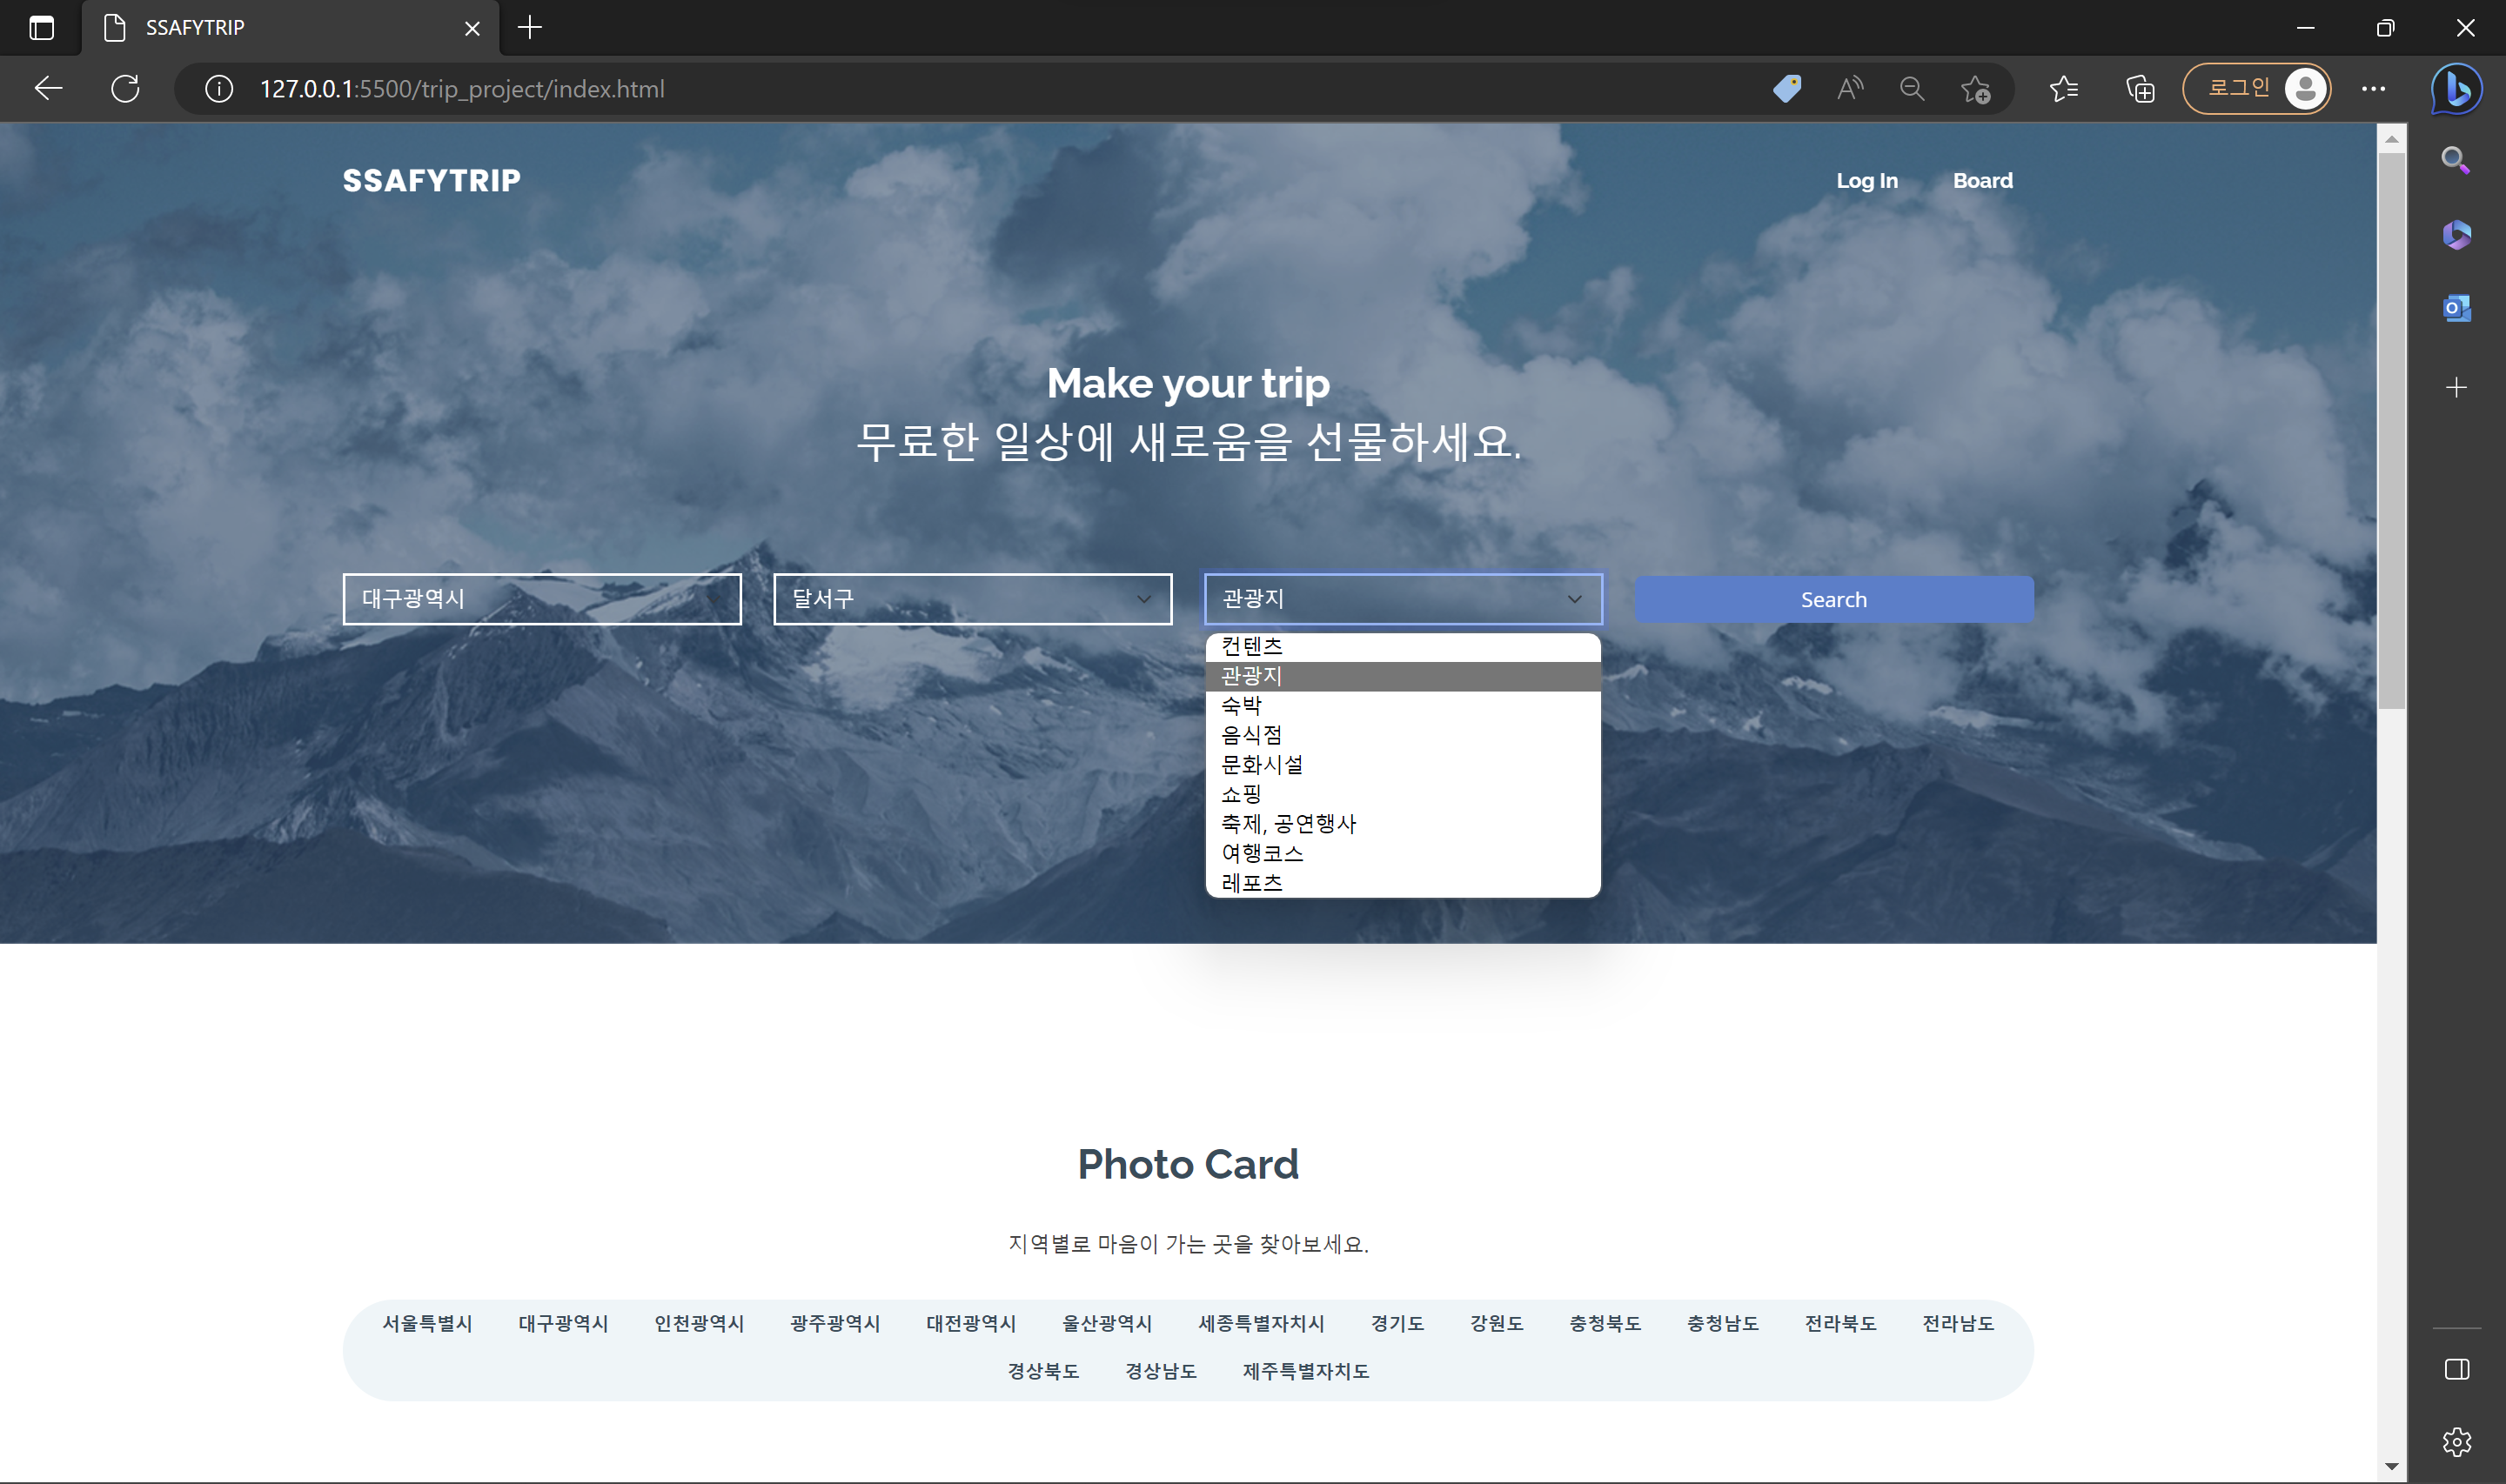 SSAFYTRIP
127.0.0.1:5500/trip_project/index.html
로그인
SSAFYTRIP
Log In
Board
Make your trip
무료한 일상에 새로움을 선물하세요.
대구광역시
달서구
관광지
Search
컨텐츠
관광지
숙박
음식점
문화시설
쇼핑
축제, 공연행사
여행코스
레포츠
Photo Card
지역별로 마음이 가는 곳을 찾아보세요.
서울특별시 대구광역시 인천광역시 광주광역시 대전광역시 울산광역시 세종특별자치시 경기도 강원도 충청북도 충청남도 전라북도 전라남도
경상북도 경상남도 제주특별자치도